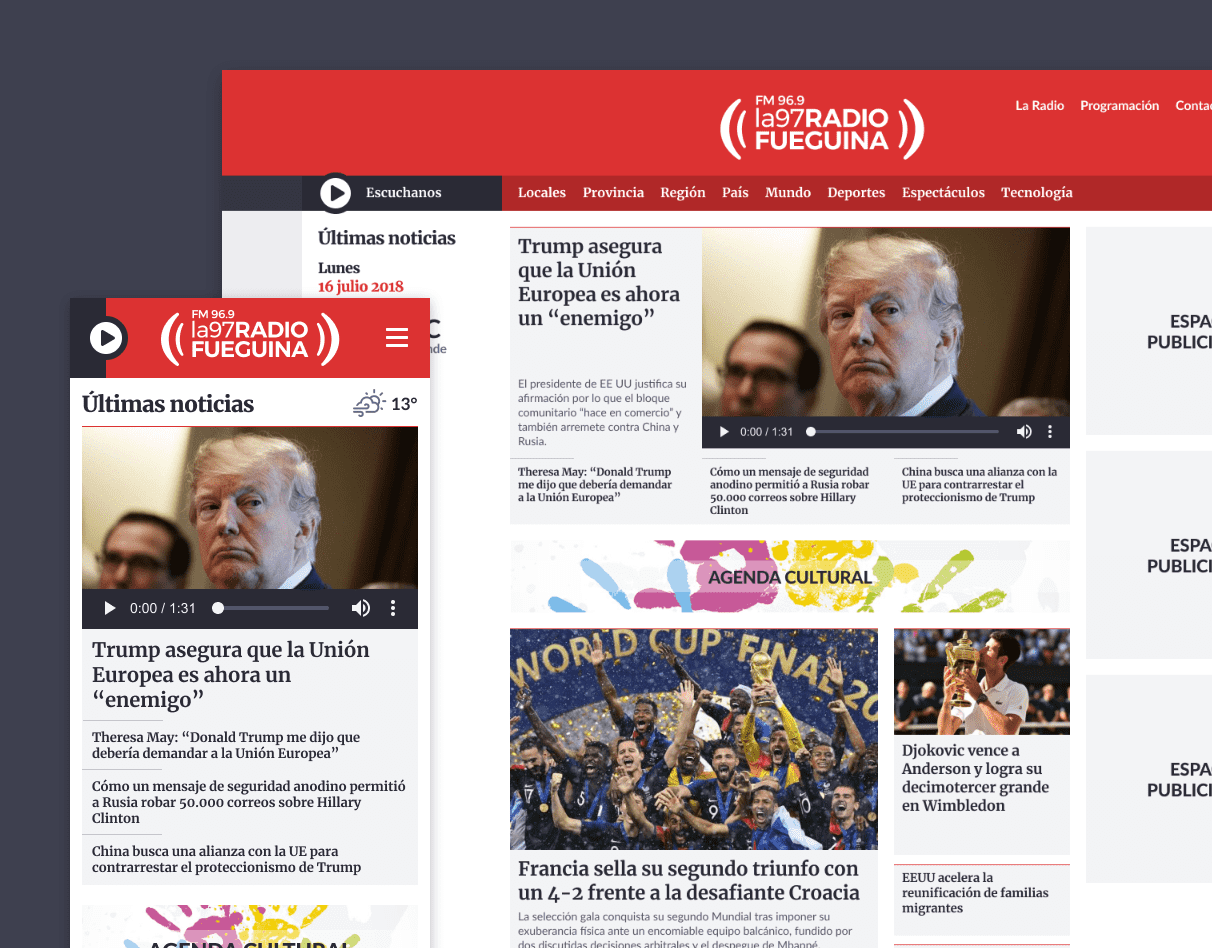 FM 96.9
la97RADIO
FUEGUINA
La Radio
Programación
Escuchanos
Locales
Provincia
Región
País
Mundo
Deportes
Espectáculos
Tecnología
Últimas noticias
Lunes
16 julio 2018
Trump asegura
que la Unión
Europea es ahora
un “enemigo”
El presidente de EE UU justifica su
afirmación por lo que el bloque
comunitario “hace en comercio” y
también arremete contra China y
Rusia.
0:00 / 1:31
Theresa May: “Donald Trump
me dijo que debería demandar
a la Unión Europea”
Cómo un mensaje de seguridad
anodino permitió a Rusia robar
50.000 correos sobre Hillary
Clinton
China busca una alianza con la
UE para contrarrestar el
proteccionismo de Trump
AGENDA CULTURAL
WORLD CUP FINAL 20
Francia sella su segundo triunfo con
un 4-2 frente a la desafiante Croacia
La selección gala conquista su segundo Mundial tras imponer su
exuberancia física ante un encomiable equipo balcánico, fundido por
dos discutidas decisiones arbitrales y el despegue de Mbappé.
Djokovic vence a
Anderson y logra su
decimotercer grande
en Wimbledon
EEUU acelera la
reunificación de familias
migrantes
ESPA
PUBLICI
ESPA
PUBLICI
ESPA
PUBLICI
FM 96.9
la97RADIO
FUEGUINA
Últimas noticias
13°
0:00 / 1:31
Trump asegura que la Unión
Europea es ahora un
“enemigo”
Theresa May: “Donald Trump me dijo que
debería demandar a la Unión Europea”
Cómo un mensaje de seguridad anodino permitió
a Rusia robar 50.000 correos sobre Hillary
Clinton
China busca una alianza con la UE para
contrarrestar el proteccionismo de Trump
AGENDA CULTURAL